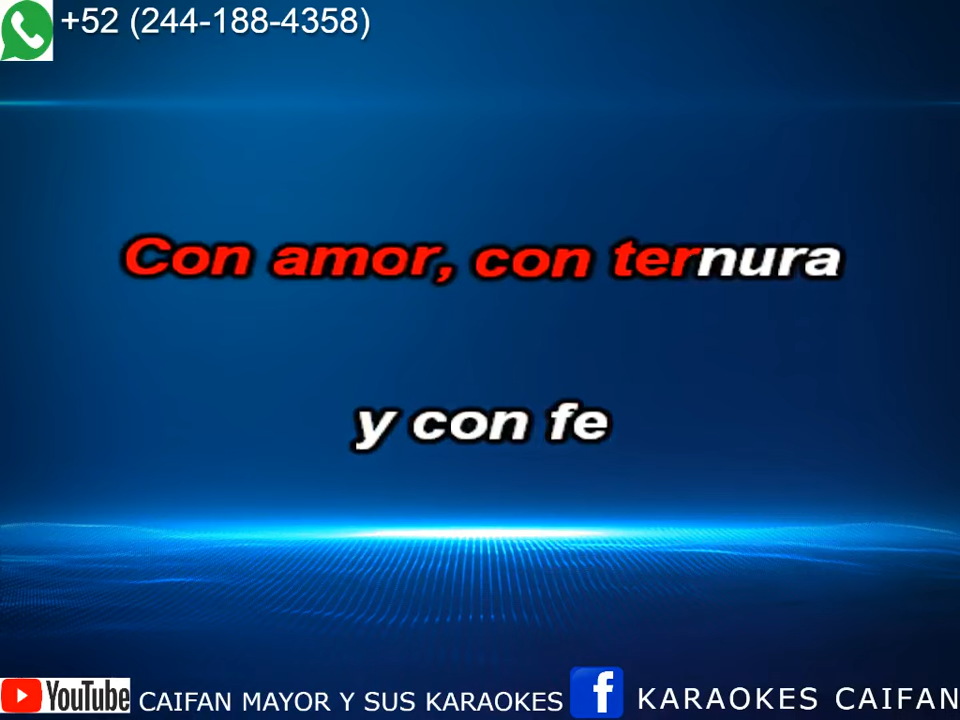 +52 (244-188-4358)
Con amor, con ternura
y con fe
YouTube CAIFAN MAYOR Y SUS KARAOKES f KARAOKES CAIFAN